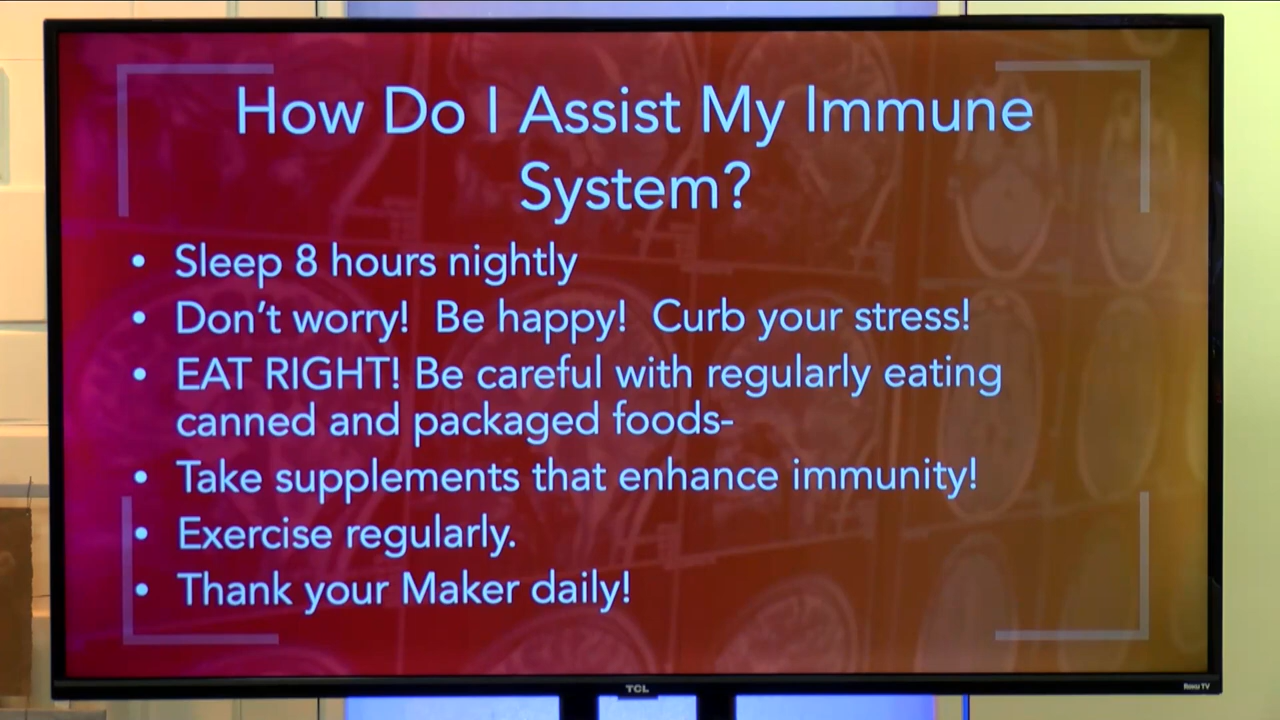 How Do I Assist My Immune
System?
• Sleep 8 hours nightly
• Don't worry!  Be happy!  Curb your stress!
• EAT RIGHT! Be careful with regularly eating
canned and packaged foods-
• Take supplements that enhance immunity!
• Exercise regularly.
• Thank your Maker daily!
TCL
Roku TV